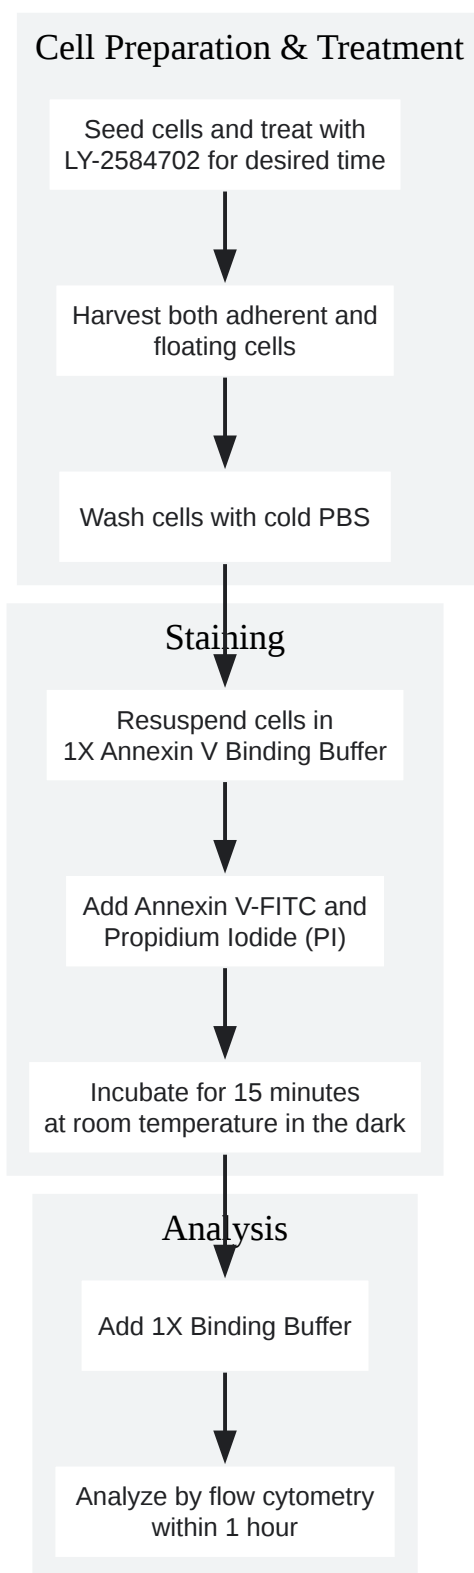 Cell Preparation & Treatment
Seed cells and treat with
LY-2584702 for desired time
Harvest both adherent and
floating cells
Wash cells with cold PBS
Staining
Resuspend cells in
1X Annexin V Binding Buffer
Add Annexin V-FITC and
Propidium Iodide (PI)
Incubate for 15 minutes
at room temperature in the dark
Analysis
Add 1X Binding Buffer
Analyze by flow cytometry
within 1 hour